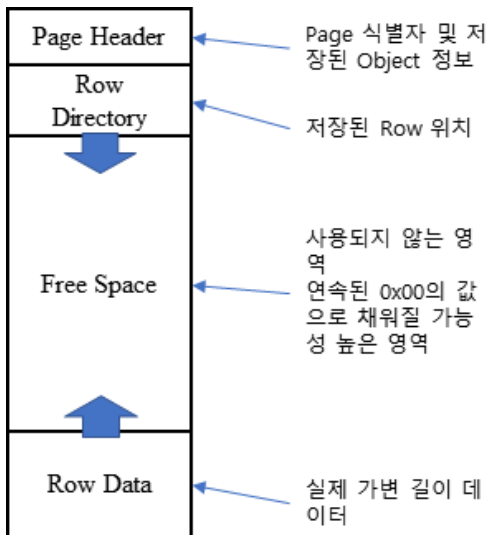 Page Header
Page 식별자 및 저
장된 Object 정보
Row
Directory
저장된 Row 위치
Free Space
사용되지 않는 영
역
연속된 0x00의 값
으로 채워질 가능
성 높은 영역
Row Data
실제 가변 길이 데
이터